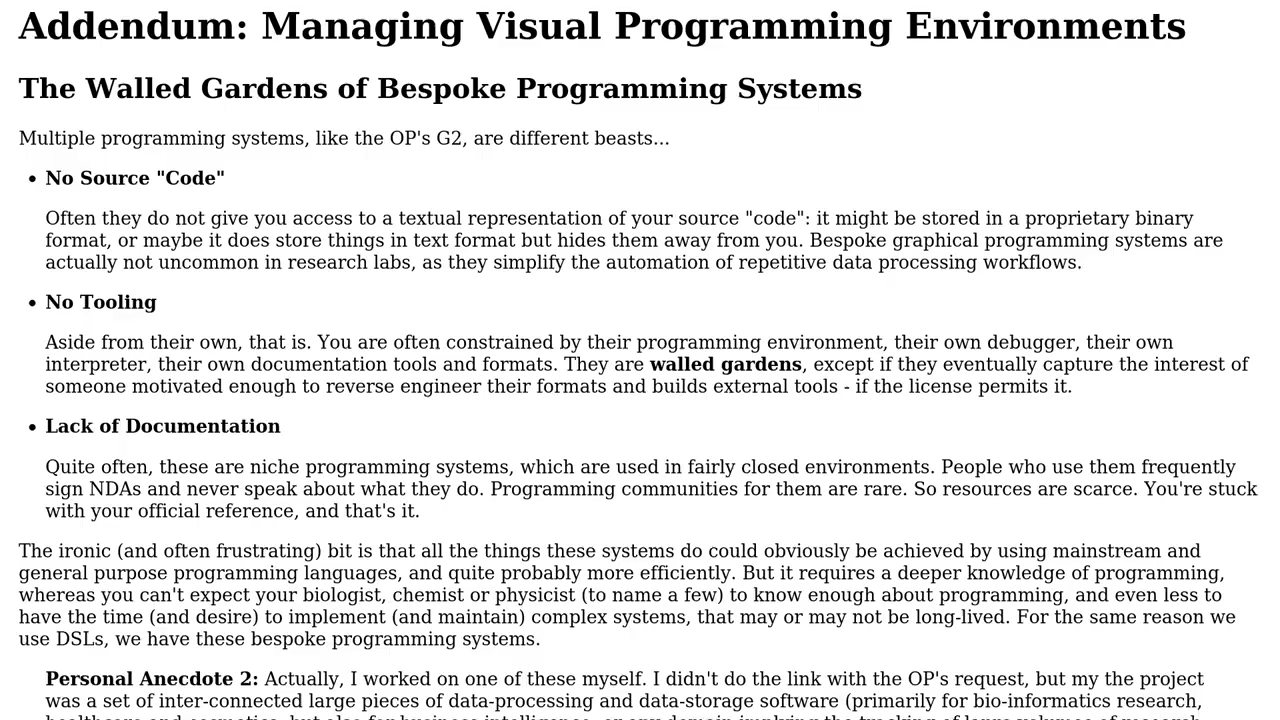 Addendum: Managing Visual Programming Environments
The Walled Gardens of Bespoke Programming Systems
Multiple programming systems, like the OP's G2, are different beasts...
• No Source "Code"
Often they do not give you access to a textual representation of your source "code": it might be stored in a proprietary binary
format, or maybe it does store things in text format but hides them away from you. Bespoke graphical programming systems are
actually not uncommon in research labs, as they simplify the automation of repetitive data processing workflows.
• No Tooling
Aside from their own, that is. You are often constrained by their programming environment, their own debugger, their own
interpreter, their own documentation tools and formats. They are walled gardens, except if they eventually capture the interest of
someone motivated enough to reverse engineer their formats and builds external tools - if the license permits it.
• Lack of Documentation
Quite often, these are niche programming systems, which are used in fairly closed environments. People who use them frequently
sign NDAs and never speak about what they do. Programming communities for them are rare. So resources are scarce. You're stuck
with your official reference, and that's it.
The ironic (and often frustrating) bit is that all the things these systems do could obviously be achieved by using mainstream and
general purpose programming languages, and quite probably more efficiently. But it requires a deeper knowledge of programming,
whereas you can't expect your biologist, chemist or physicist (to name a few) to know enough about programming, and even less to
have the time (and desire) to implement (and maintain) complex systems, that may or may not be long-lived. For the same reason we
use DSLs, we have these bespoke programming systems.
Personal Anecdote 2: Actually, I worked on one of these myself. I didn't do the link with the OP's request, but my the project
was a set of inter-connected large pieces of data-processing and data-storage software (primarily for bio-informatics research,